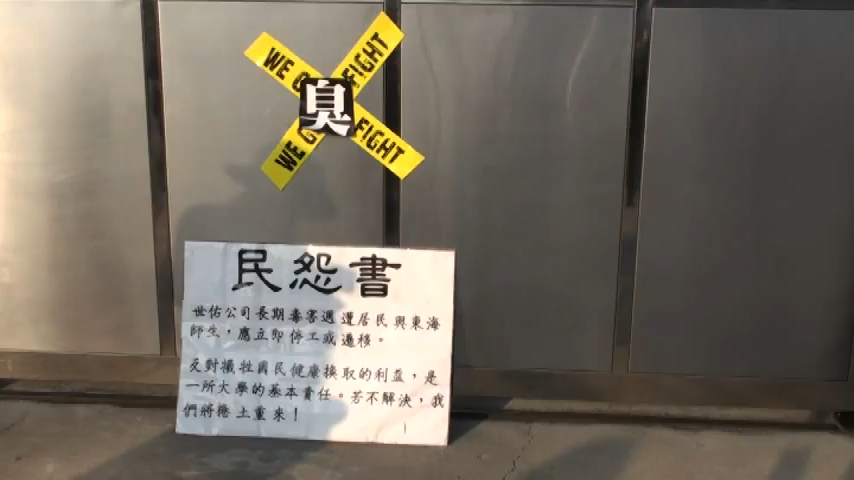 WE FIGHT
臭
WE FIGHT
民怨書
世佑公司長期毒害週遭居民與東海
師生，應立即停工或遷移。
反對犧牲國民健康換取的利益，是
一所大學的基本責任。若不解決，我
們將捲土重來！